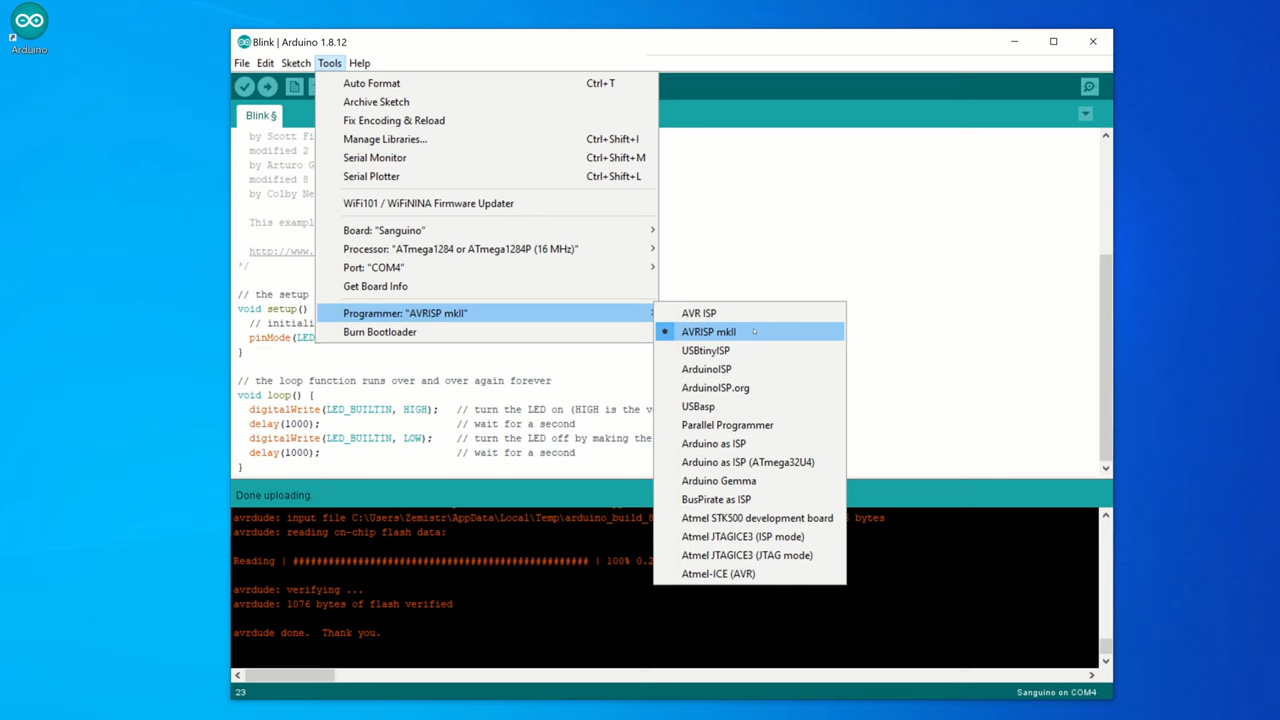 Arduino
Blink | Arduino 1.8.12
File Edit Sketch Tools Help
Auto Format Ctrl+T
Archive Sketch
Fix Encoding & Reload
Manage Libraries... Ctrl+Shift+I
Serial Monitor Ctrl+Shift+M
Serial Plotter Ctrl+Shift+L
WiFi101 / WiFiNINA Firmware Updater
Board: "Sanguino"
Processor: "ATmega1284 or ATmega1284P (16 MHz)"
Port: "COM4"
Get Board Info
Programmer: "AVRISP mkII"
Burn Bootloader
AVR ISP
AVRISP mkII
USBtinyISP
ArduinoISP
ArduinoISP.org
USBasp
Parallel Programmer
Arduino as ISP
Arduino as ISP (ATmega32U4)
Arduino Gemma
BusPirate as ISP
Atmel STK500 development board
Atmel JTAGICE3 (ISP mode)
Atmel JTAGICE3 (JTAG mode)
Atmel-ICE (AVR)
Blink §
by Scott Fi
modified 2
by Arturo G
modified 8
by Colby Ne
This exampl
http://www.
*/
// the setup
void setup()
// initiali
pinMode(LED
}
// the loop function runs over and over again forever
void loop() {
digitalWrite(LED_BUILTIN, HIGH); // turn the LED on (HIGH is the v
delay(1000); // wait for a second
digitalWrite(LED_BUILTIN, LOW); // turn the LED off by making the
delay(1000); // wait for a second
}
Done uploading.
avrdude: input file C:\Users\Zemistr\AppData\Local\Temp\arduino_build_8 bytes
avrdude: reading on-chip flash data:
Reading | ################################################## | 100% 0.2
avrdude: verifying ...
avrdude: 1076 bytes of flash verified
avrdude done. Thank you.
23 Sanguino on COM4